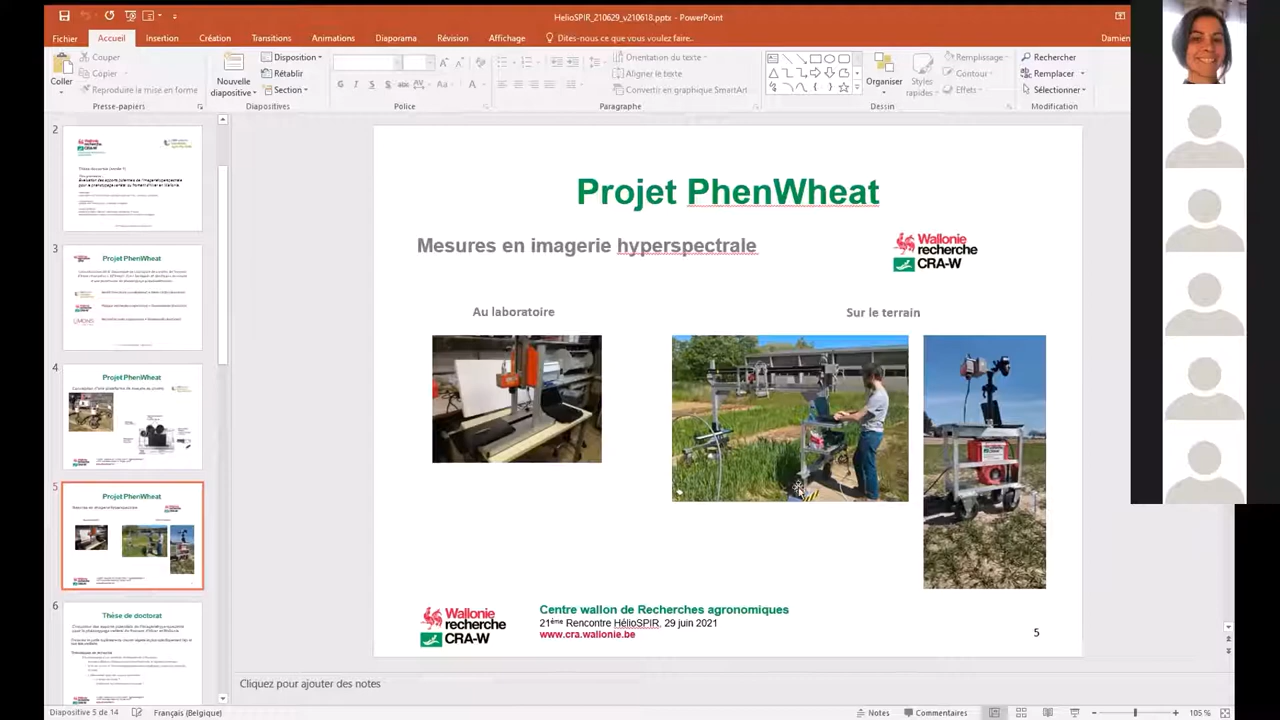 HelioSPIR_210629_v210618.pptx - PowerPoint
Fichier Accueil Insertion Création Transitions Animations Diaporama Révision Affichage Dites-nous ce que vous voulez faire.. Damien
Couper
Copier
Reproduire la mise en forme
Coller
Presse-papiers
Nouvelle
diapositive
Disposition
Rétablir
Section
Diapositives
Police
Orientation du texte
Aligner le texte
Convertir en graphique SmartArt
Paragraphe
Organiser
Styles
rapides
Remplissage
Contour
Effets
Dessin
Rechercher
Remplacer
Sélectionner
Modification
2
3
Projet PhenWheat
4
Projet PhenWheat
5
Projet PhenWheat
6
Thèse de doctorat
Projet PhenWheat
Mesures en imagerie hyperspectrale
Wallonie
recherche
CRA-W
Au laboratoire
Sur le terrain
Wallonie
recherche
CRA-W
Centre wallon de Recherches agronomiques
Rencontre HélioSPIR, 29 juin 2021
www.cra.wallonie.be
Cliquez pour ajouter des notes
Diapositive 5 de 14 Français (Belgique) Notes Commentaires 105 %